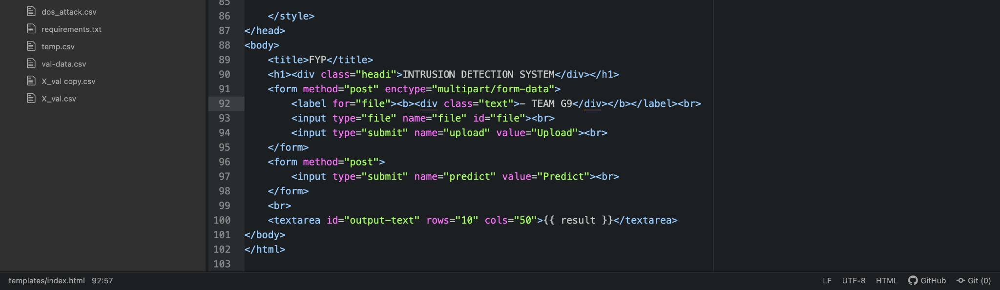 dos_attack.csv
requirements.txt
temp.csv
val-data.csv
X_val copy.csv
X_val.csv
85
86 </style>
87 </head>
88 <body>
89 <title>FYP</title>
90 <h1><div class="headi">INTRUSION DETECTION SYSTEM</div></h1>
91 <form method="post" enctype="multipart/form-data">
92 <label for="file"><b><div class="text">- TEAM G9</div></b></label><br>
93 <input type="file" name="file" id="file"><br>
94 <input type="submit" name="upload" value="Upload"><br>
95 </form>
96 <form method="post">
97 <input type="submit" name="predict" value="Predict"><br>
98 </form>
99 <br>
100 <textarea id="output-text" rows="10" cols="50">{{ result }}</textarea>
101 </body>
102 </html>
103
templates/index.html 92:57 LF UTF-8 HTML GitHub Git (0)